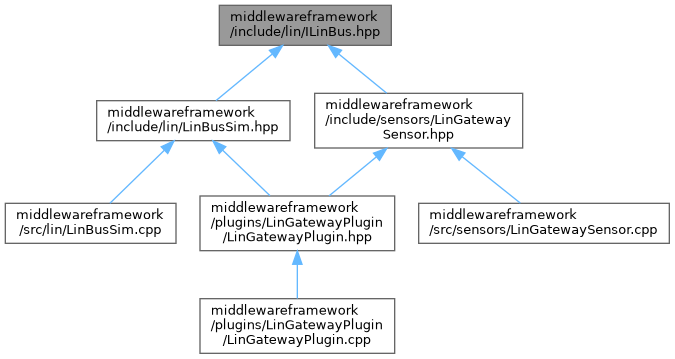 middlewareframework
/include/lin/ILinBus.hpp
middlewareframework
/include/lin/LinBusSim.hpp
middlewareframework
/include/sensors/LinGateway
Sensor.hpp
middlewareframework
/src/lin/LinBusSim.cpp
middlewareframework
/plugins/LinGatewayPlugin
/LinGatewayPlugin.hpp
middlewareframework
/src/sensors/LinGatewaySensor.cpp
middlewareframework
/plugins/LinGatewayPlugin
/LinGatewayPlugin.cpp